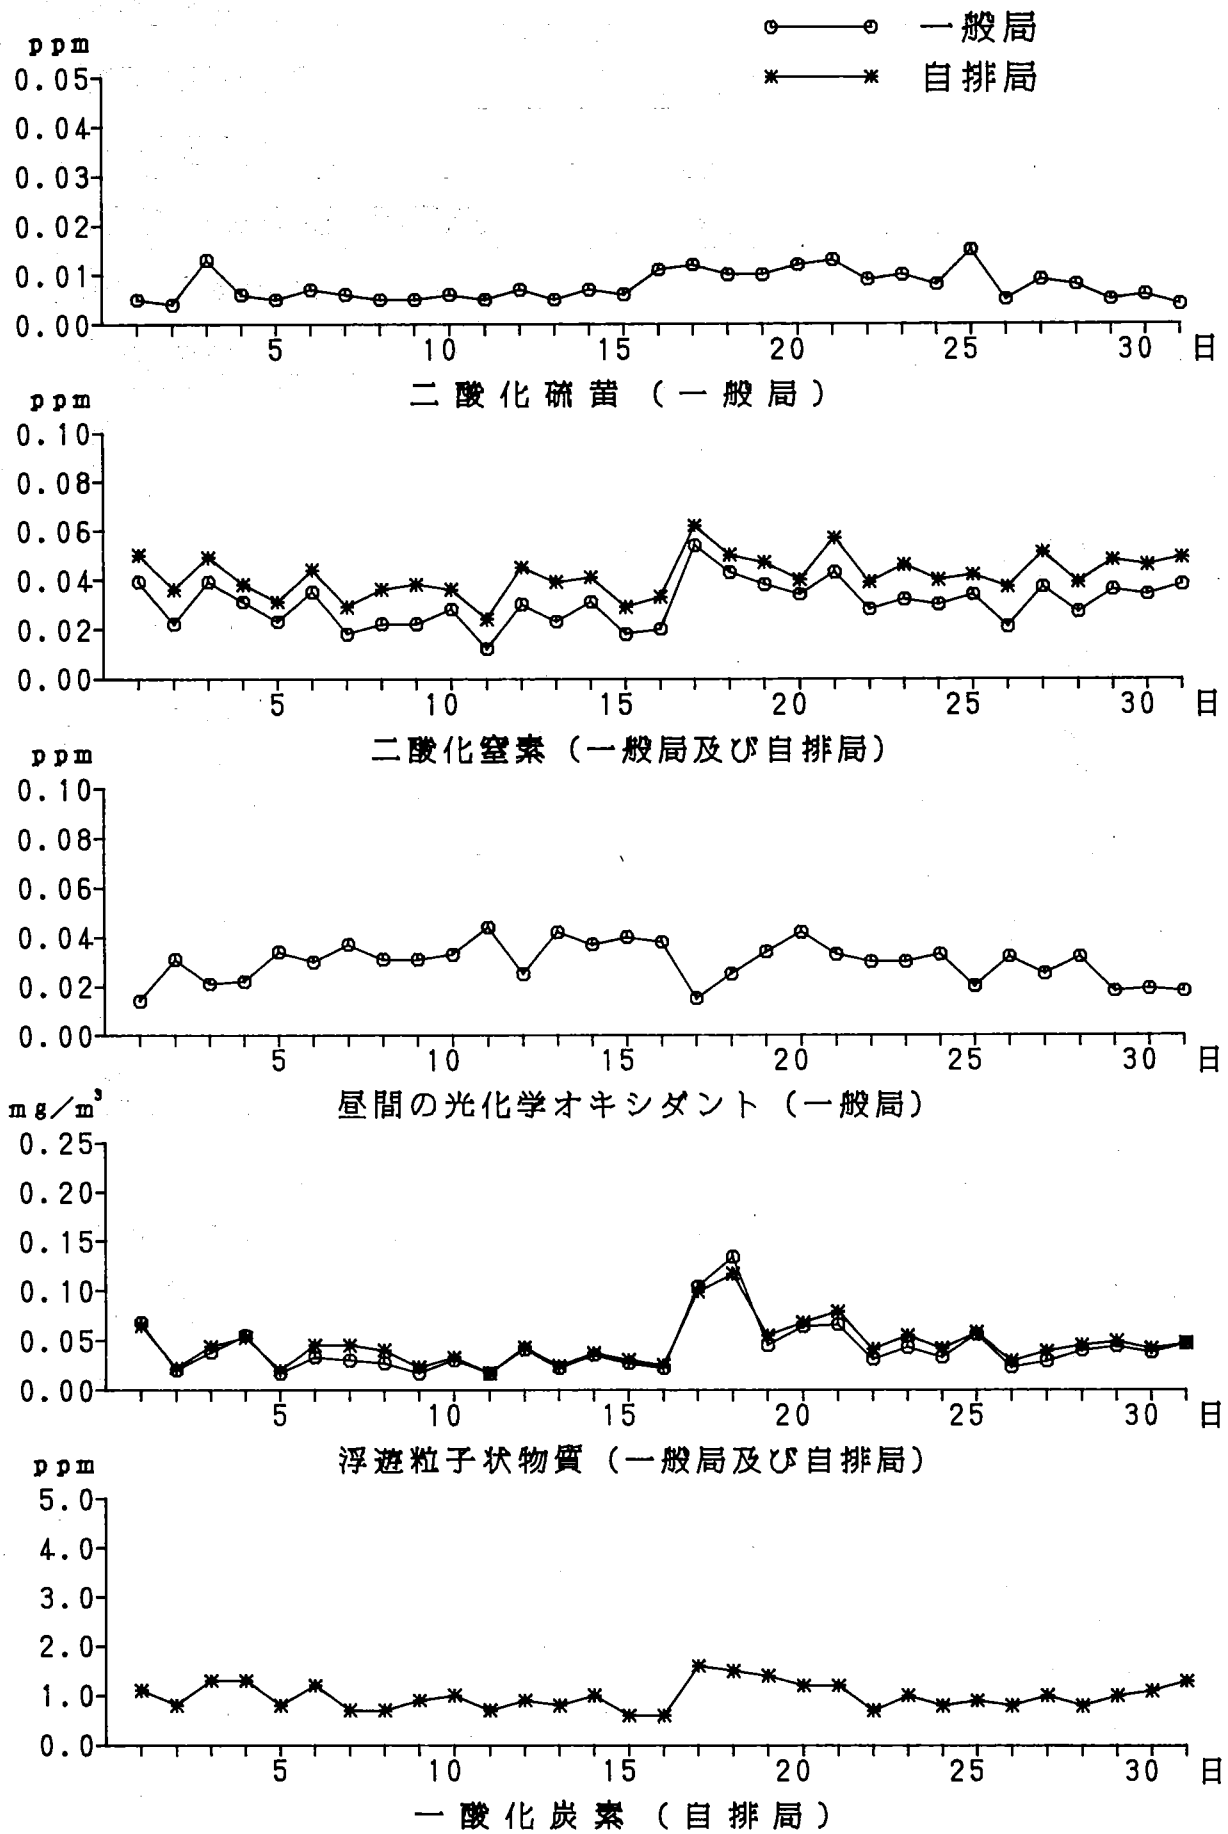 一般局
自排局
ppm
0.05
0.04
0.03
0.02
0.01
0.00
5 10 15 20 25 30 日
二酸化硫黄（一般局）
ppm
0.10
0.08
0.06
0.04
0.02
0.00
5 10 15 20 25 30 日
二酸化窒素（一般局及び自排局）
ppm
0.10
0.08
0.06
0.04
0.02
0.00
5 10 15 20 25 30 日
昼間の光化学オキシダント（一般局）
mg/m³
0.25
0.20
0.15
0.10
0.05
0.00
5 10 15 20 25 30 日
浮遊粒子状物質（一般局及び自排局）
ppm
5.0
4.0
3.0
2.0
1.0
0.0
5 10 15 20 25 30 日
一酸化炭素（自排局）